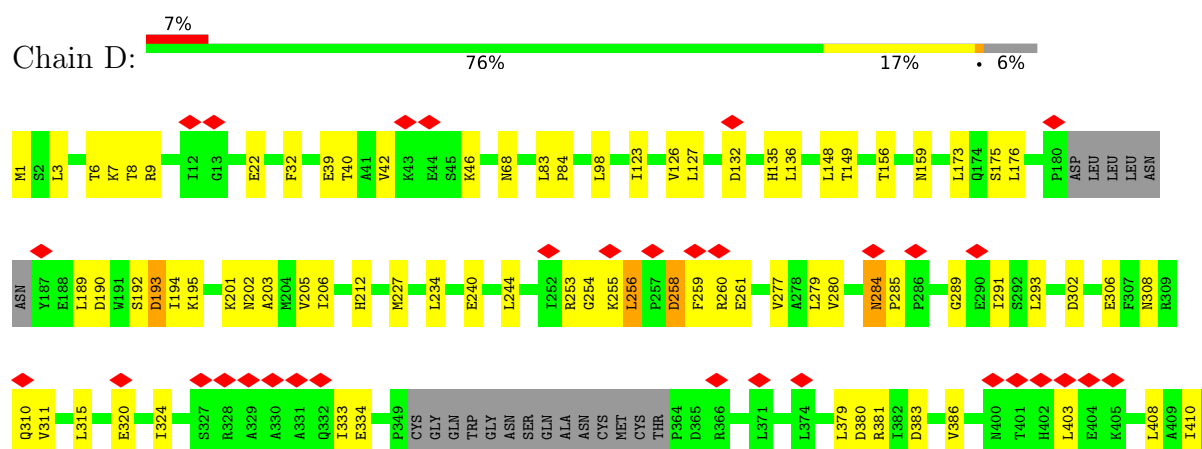 7%
Chain D:
76% 17% • 6%
M1 S2 L3 T6 K7 T8 R9 I12 G13 E22 F32 E39 T40 A41 V42 K43 E44 S45 K46 N68 L83 P84 L98 I123 V126 L127 D132 H135 L136 L148 T149 T156 N159 L173 Q174 S175 L176 P180 ASP LEU LEU LEU ASN
ASN Y187 E188 L189 D190 W191 S192 D193 I194 K195 K201 N202 A203 M204 V205 I206 H212 M227 L234 E240 L244 I252 R253 G254 K255 L256 P257 D258 F259 R260 E261 V277 A278 L279 V280 N284 P285 P286 G289 E290 I291 S292 L293 D302 E306 F307 N308 R309
Q310 V311 L315 E320 I324 S327 R328 A329 A330 A331 Q332 I333 E334 P349 CYS GLY GLN TRP GLY ASN SER GLN ALA ASN CYS MET CYS THR P364 D365 R366 L371 L374 L379 D380 R381 I382 D383 V386 N400 T401 H402 L403 E404 K405 L408 A409 I410